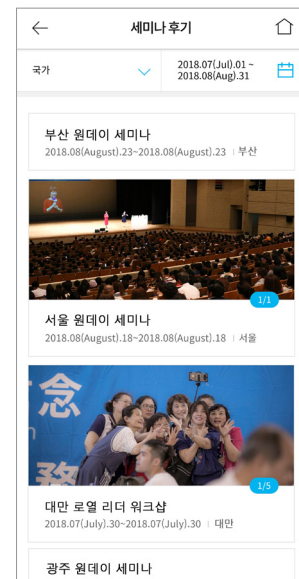 세미나 후기
국가
2018.07(Jul).01 ~
2018.08(Aug).31
부산 원데이 세미나
2018.08(August).23~2018.08(August).23 | 부산
1/1
서울 원데이 세미나
2018.08(August).18~2018.08(August).18 | 서울
念
務
1/5
대만 로열 리더 워크샵
2018.07(July).30~2018.07(July).30 | 대만
광주 원데이 세미나